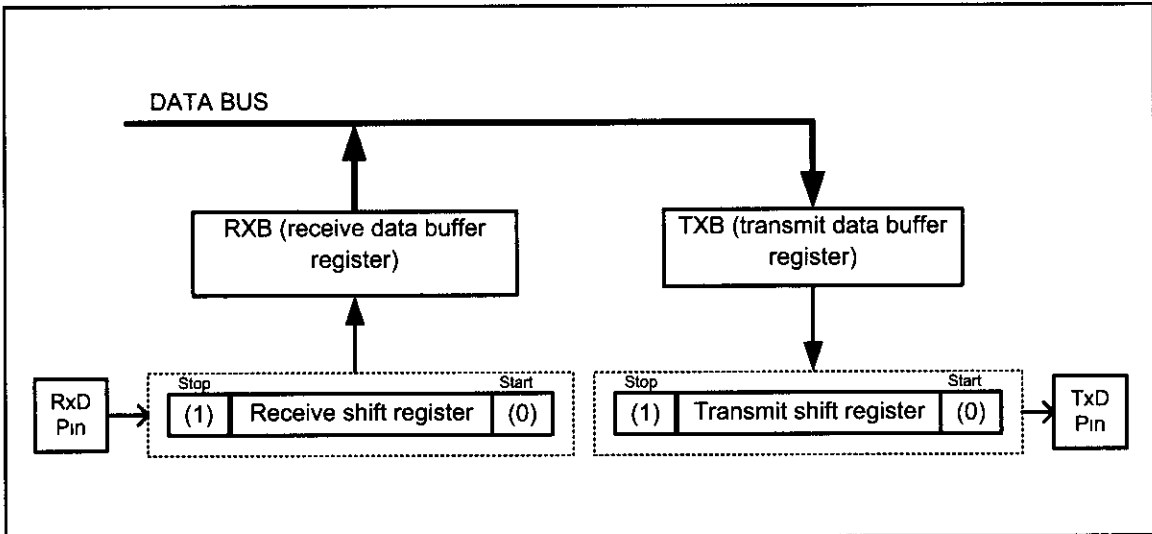 DATA BUS
RXB (receive data buffer
register)
TXB (transmit data buffer
register)
Stop
Start
Stop
Start
RxD
Pin
(1)
Receive shift register
(0)
(1)
Transmit shift register
(0)
TxD
Pin